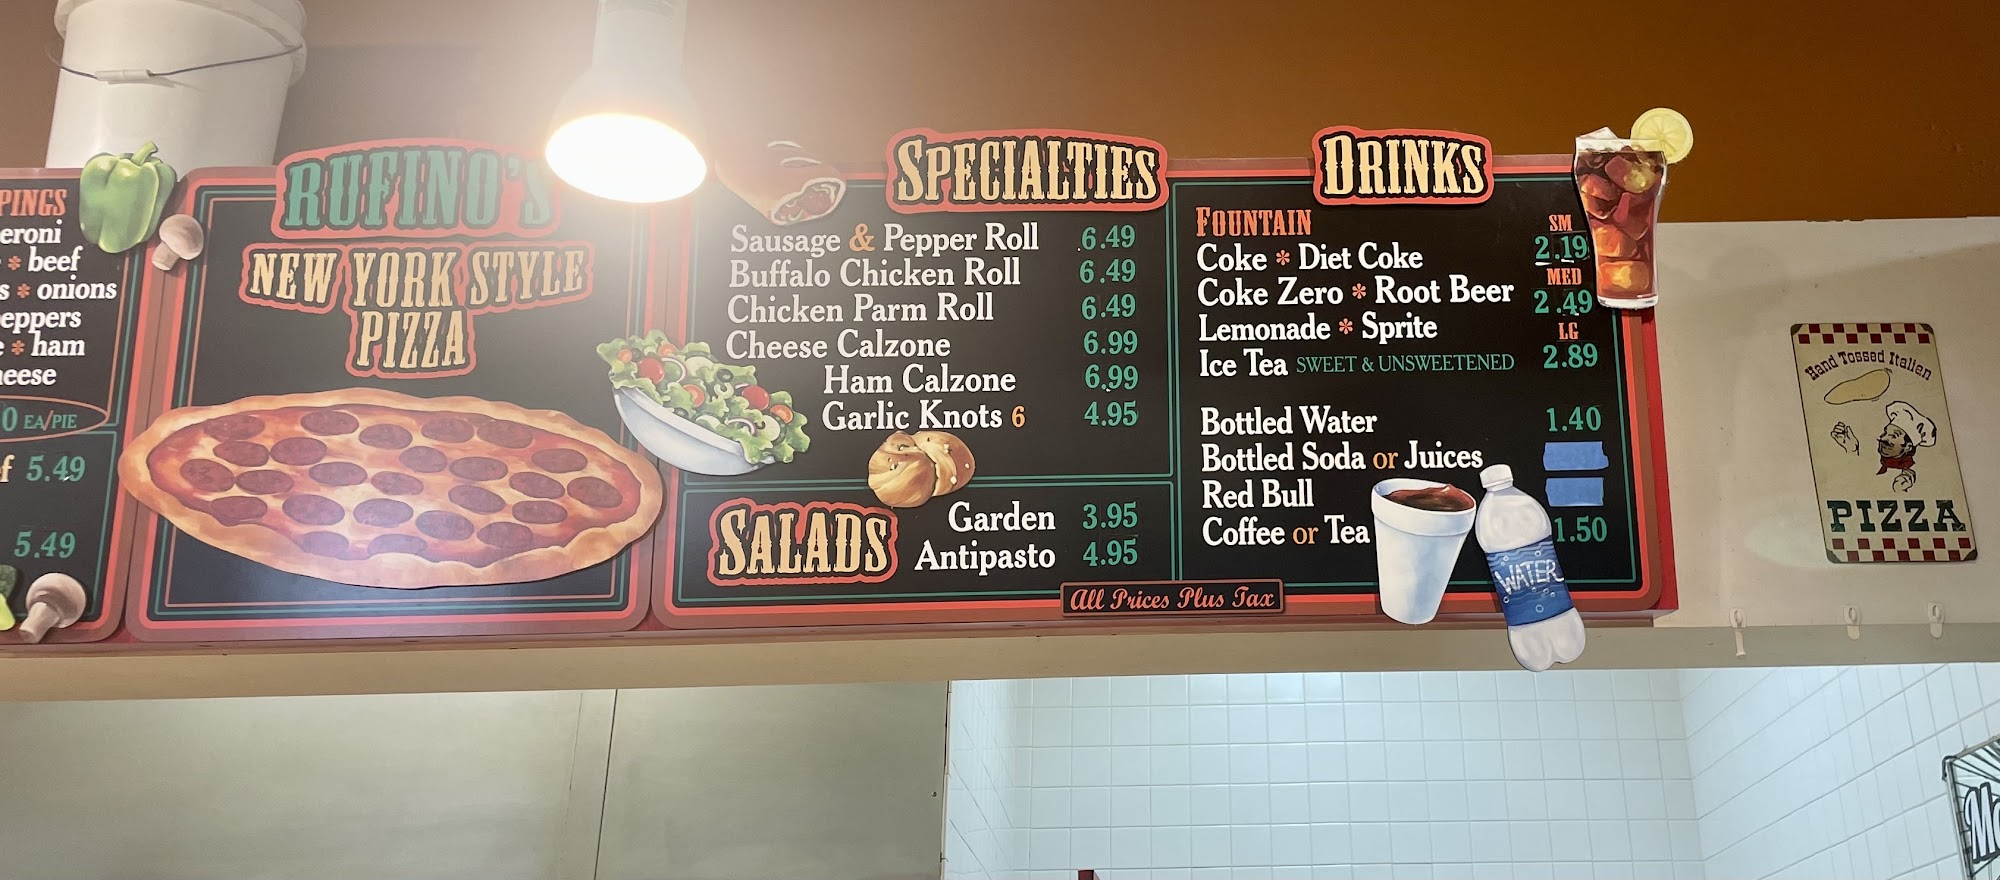 PINGS
eroni
* beef
s * onions
eppers
e * ham
heese
0 EA/PIE
f 5.49
5.49
RUFINO'S
NEW YORK STYLE
PIZZA
SPECIALTIES
Sausage & Pepper Roll 6.49
Buffalo Chicken Roll 6.49
Chicken Parm Roll 6.49
Cheese Calzone 6.99
Ham Calzone 6.99
Garlic Knots 6 4.95
SALADS
Garden 3.95
Antipasto 4.95
All Prices Plus Tax
DRINKS
FOUNTAIN SM
Coke * Diet Coke 2.19
MED
Coke Zero * Root Beer 2.49
Lemonade * Sprite LG
Ice Tea SWEET & UNSWEETENED 2.89
Bottled Water 1.40
Bottled Soda or Juices
Red Bull
Coffee or Tea 1.50
WATER
Hand Tossed Italian
PIZZA